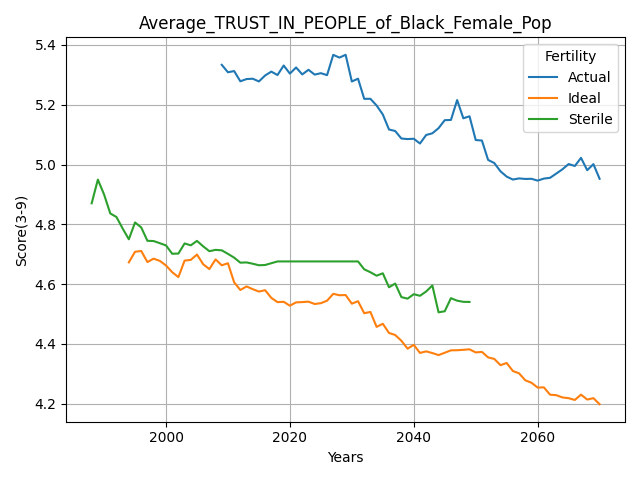 Average_TRUST_IN_PEOPLE_of_Black_Female_Pop
Fertility
Actual
Ideal
Sterile
Score(3-9)
5.4
5.2
5.0
4.8
4.6
4.4
4.2
2000
2020
2040
2060
Years